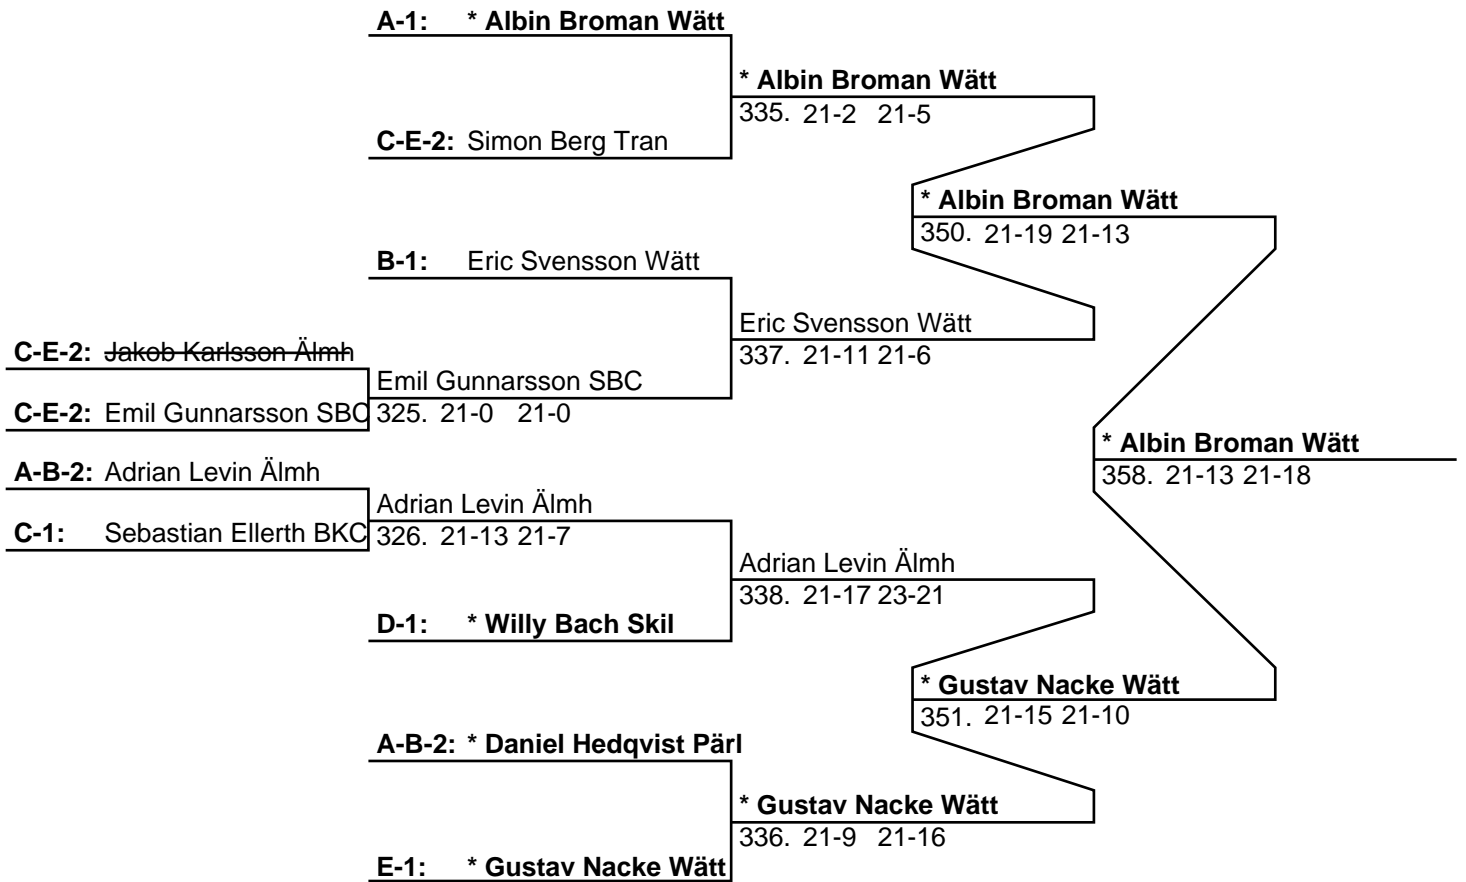 A-1: * Albin Broman Wätt
* Albin Broman Wätt
335. 21-2 21-5
C-E-2: Simon Berg Tran
* Albin Broman Wätt
350. 21-19 21-13
B-1: Eric Svensson Wätt
Eric Svensson Wätt
337. 21-11 21-6
C-E-2: Jakob Karlsson Älmh
Emil Gunnarsson SBC
C-E-2: Emil Gunnarsson SBC
325. 21-0 21-0
* Albin Broman Wätt
358. 21-13 21-18
A-B-2: Adrian Levin Älmh
Adrian Levin Älmh
C-1: Sebastian Ellerth BKC
326. 21-13 21-7
Adrian Levin Älmh
338. 21-17 23-21
D-1: * Willy Bach Skil
* Gustav Nacke Wätt
351. 21-15 21-10
A-B-2: * Daniel Hedqvist Pärl
* Gustav Nacke Wätt
336. 21-9 21-16
E-1: * Gustav Nacke Wätt